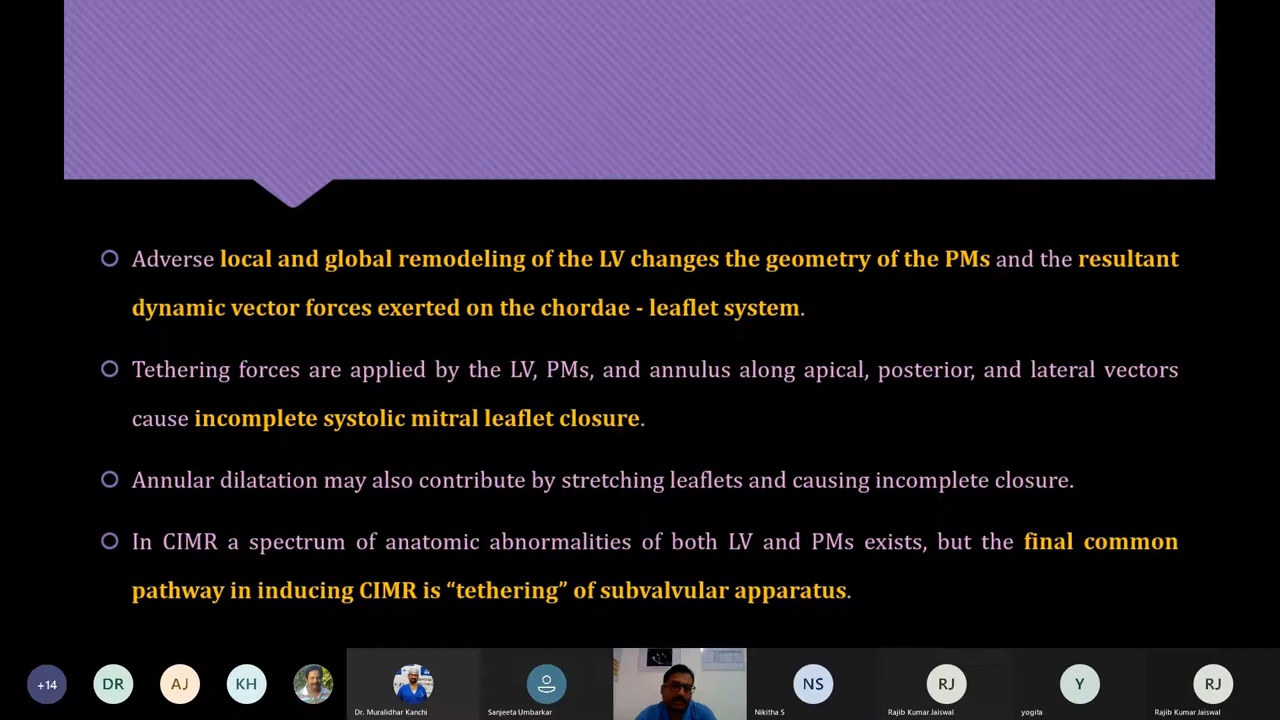 Adverse local and global remodeling of the LV changes the geometry of the PMs and the resultant
dynamic vector forces exerted on the chordae - leaflet system.
Tethering forces are applied by the LV, PMs, and annulus along apical, posterior, and lateral vectors
cause incomplete systolic mitral leaflet closure.
Annular dilatation may also contribute by stretching leaflets and causing incomplete closure.
In CIMR a spectrum of anatomic abnormalities of both LV and PMs exists, but the final common
pathway in inducing CIMR is “tethering” of subvalvular apparatus.
+14
DR
AJ
KH
NS
RJ
Y
RJ
Dr. Muralidhar Kanchi
Sanjeeta Umbarkar
Nikitha S
Rajib Kumar Jaiswal
yogita
Rajib Kumar Jaiswal